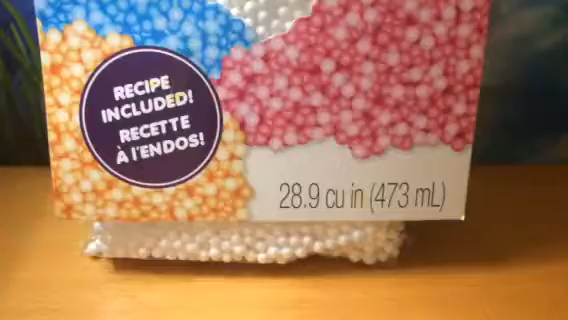 RECIPE
INCLUDED!
RECETTE
À l'ENDOS!
28.9 cu in (473 mL)